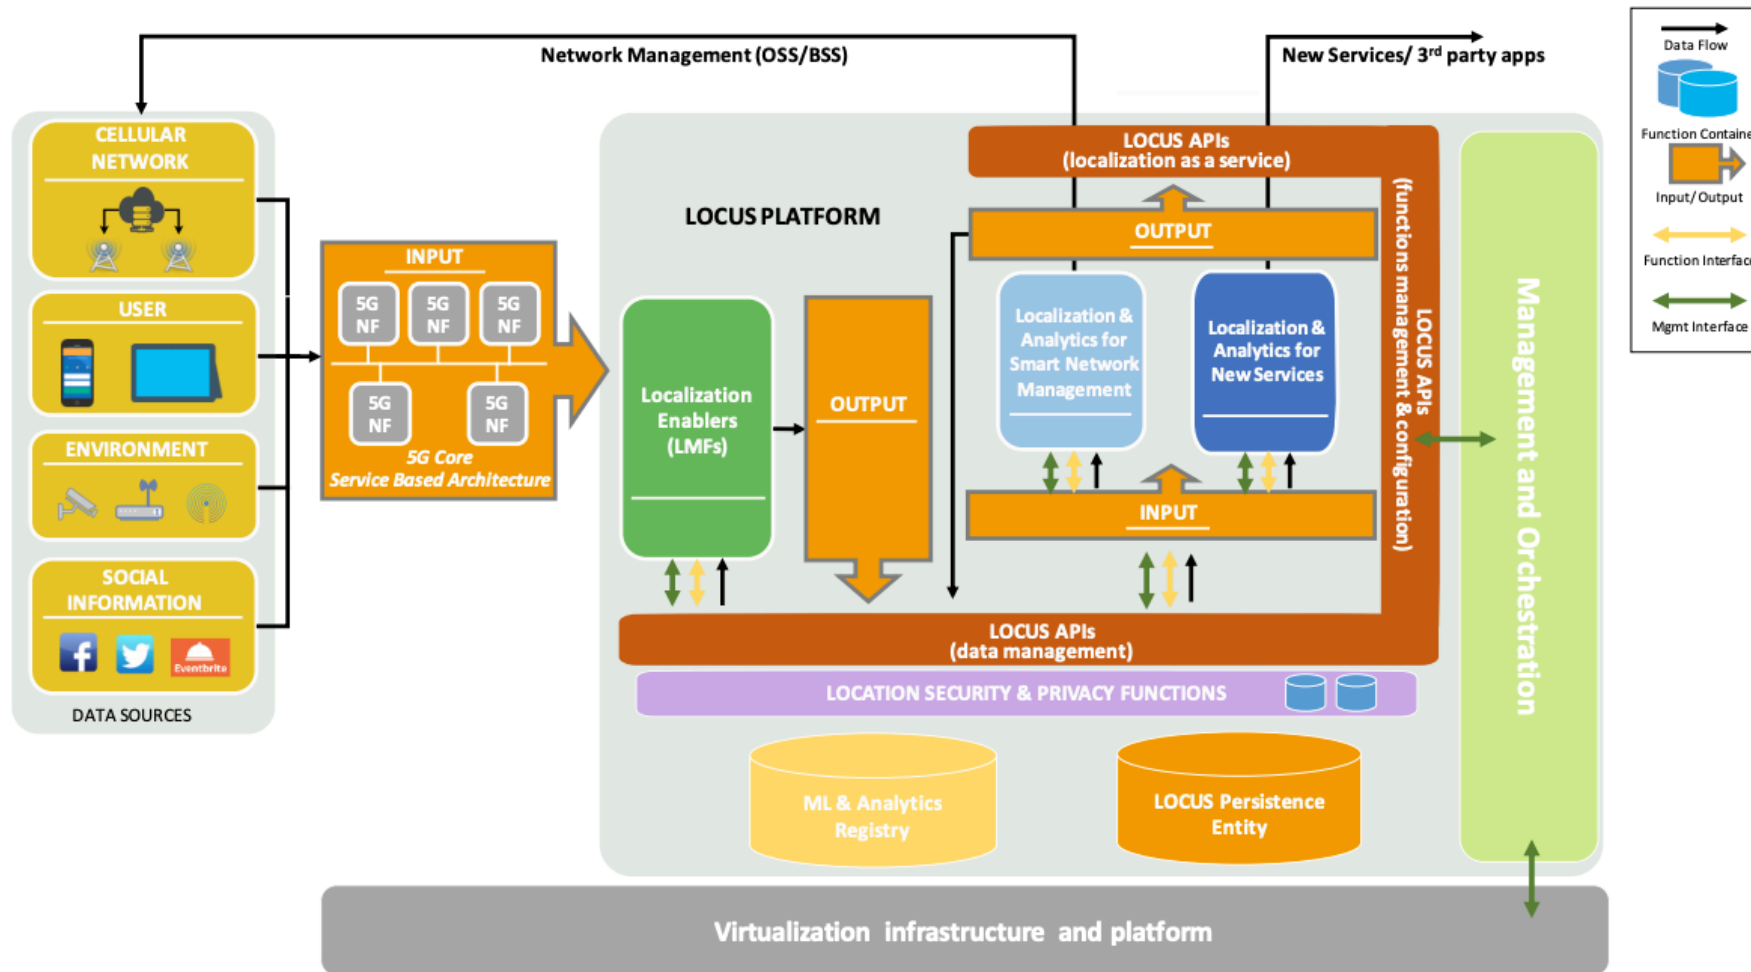 Network Management (OSS/BSS)
New Services/ 3rd party apps
Data Flow
Function Containe
Input/ Output
Function Interface
Mgmt Interface
CELLULAR
NETWORK
USER
ENVIRONMENT
SOCIAL
INFORMATION
f
Eventbrite
DATA SOURCES
INPUT
5G
NF
5G
NF
5G
NF
5G
NF
5G
NF
5G Core
Service Based Architecture
LOCUS PLATFORM
Localization
Enablers
(LMFs)
OUTPUT
LOCUS APIs
(localization as a service)
OUTPUT
Localization &
Analytics for
Smart Network
Management
Localization &
Analytics for
New Services
INPUT
LOCUS APIs
(functions management & configuration)
LOCUS APIs
(data management)
LOCATION SECURITY & PRIVACY FUNCTIONS
ML & Analytics
Registry
LOCUS Persistence
Entity
Management and Orchestration
Virtualization infrastructure and platform